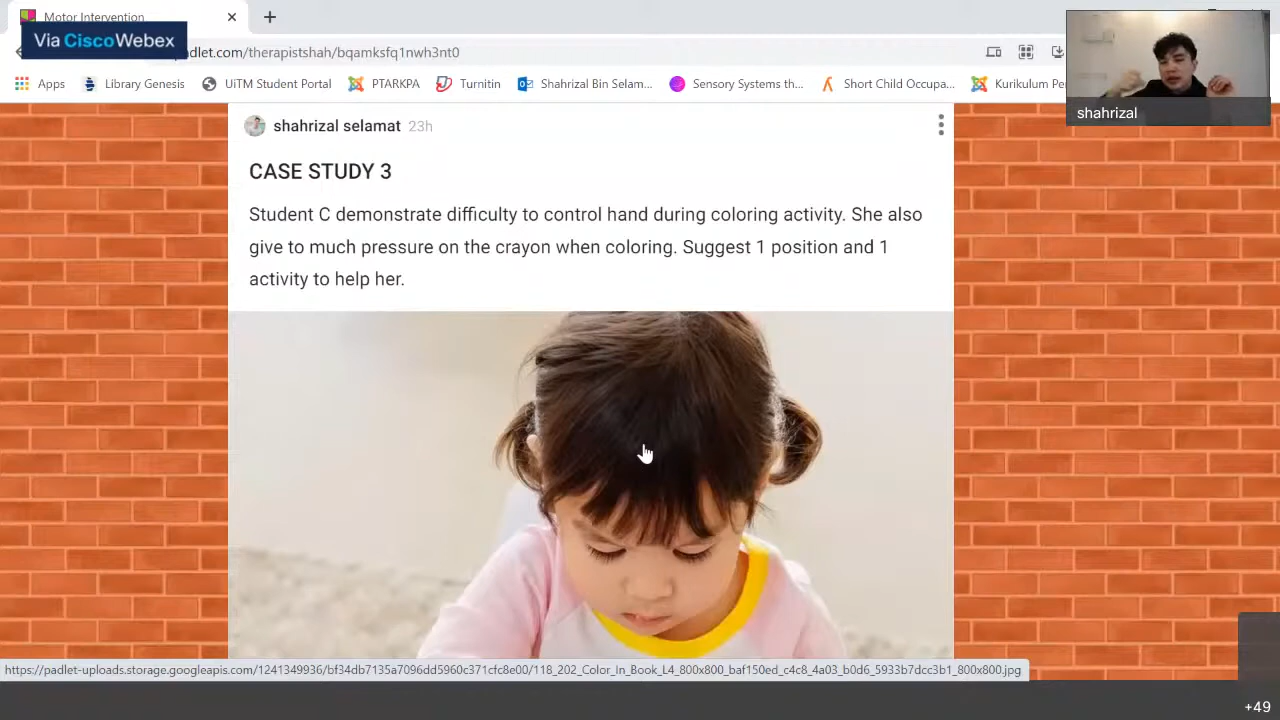 Motor Intervention
Via CiscoWebex
padlet.com/therapistshah/bqamksfq1nwh3nt0
Apps
Library Genesis
UiTM Student Portal
PTARKPA
Turnitin
Shahrizal Bin Selam...
Sensory Systems th...
Short Child Occupa...
Kurikulum Pe
shahrizal
shahrizal selamat 23h
CASE STUDY 3
Student C demonstrate difficulty to control hand during coloring activity. She also
give to much pressure on the crayon when coloring. Suggest 1 position and 1
activity to help her.
https://padlet-uploads.storage.googleapis.com/1241349936/bf34db7135a7096dd5960c371cfc8e00/118_202_Color_In_Book_L4_800x800_baf150ed_c4c8_4a03_b0d6_5933b7dcc3b1_800x800.jpg
+49